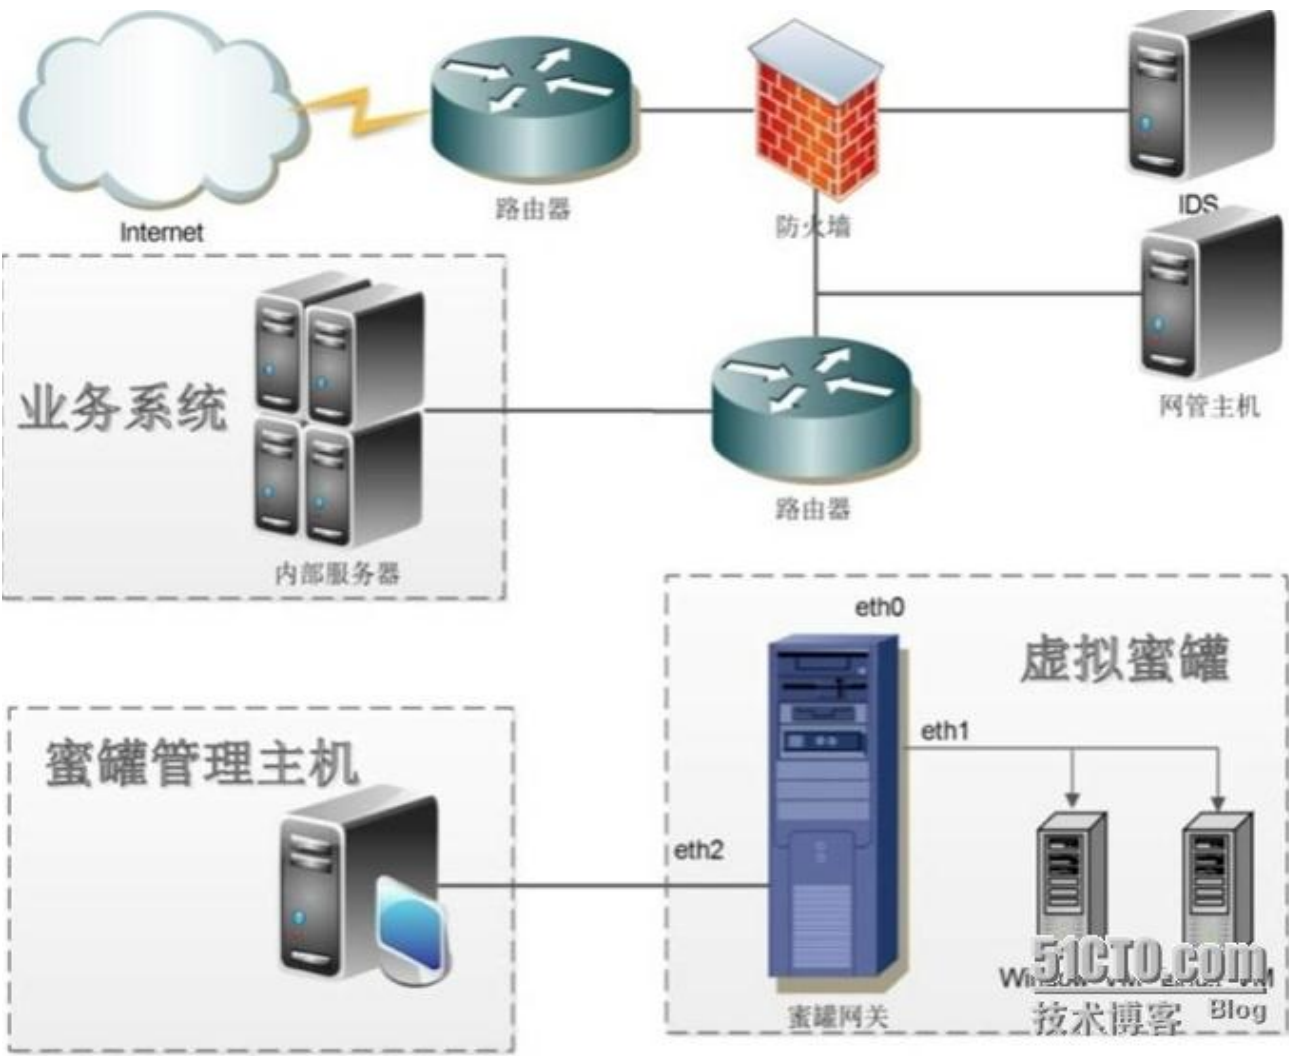 Internet
路由器
防火墙
IDS
网管主机
业务系统
内部服务器
路由器
eth0
虚拟蜜罐
eth1
蜜罐管理主机
eth2
蜜罐网关
51CTO.com
技术博客 Blog